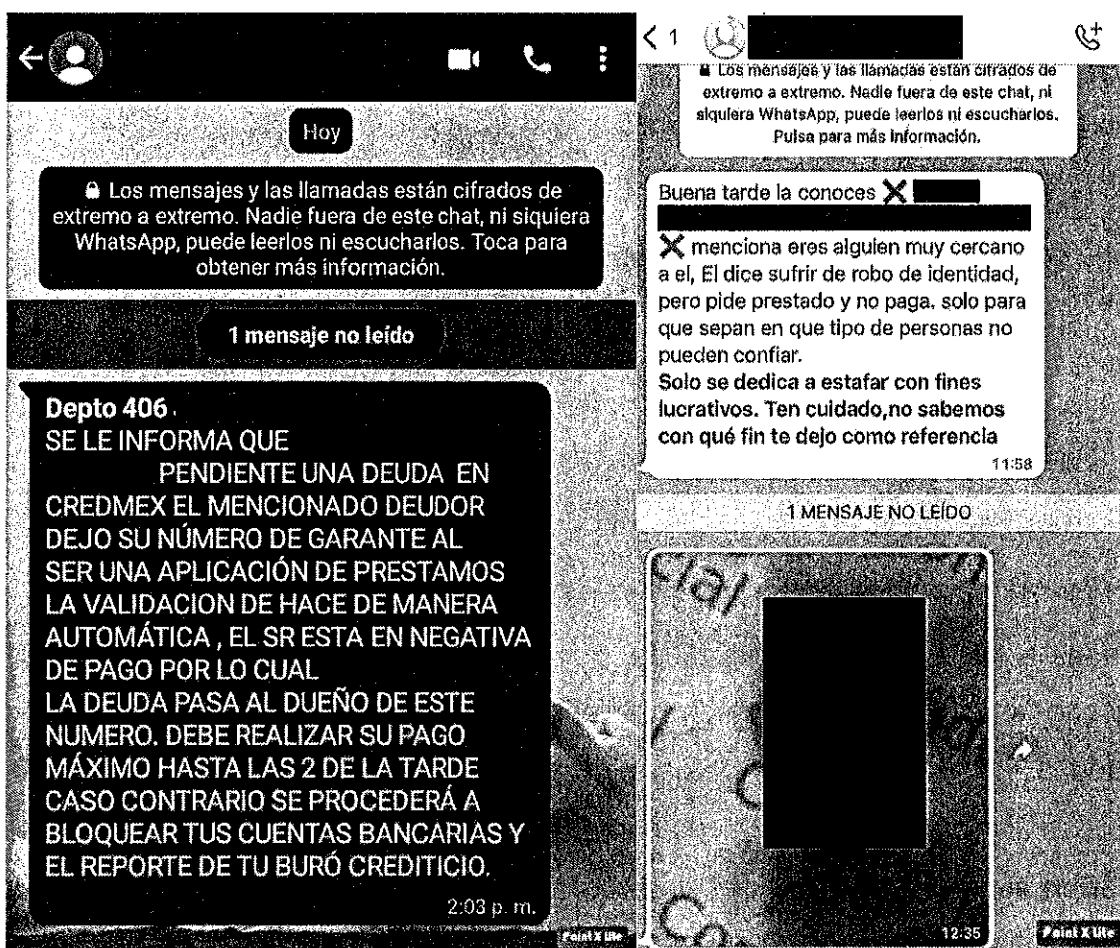 Hoy
Los mensajes y las llamadas están cifrados de
extremo a extremo. Nadie fuera de este chat, ni siquiera
WhatsApp, puede leerlos ni escucharlos. Toca para
obtener más información.
1 mensaje no leído
Depto 406.
SE LE INFORMA QUE
PENDIENTE UNA DEUDA EN
CREDMEX EL MENCIONADO DEUDOR
DEJO SU NÚMERO DE GARANTE AL
SER UNA APLICACIÓN DE PRESTAMOS
LA VALIDACION DE HACE DE MANERA
AUTOMÁTICA , EL SR ESTA EN NEGATIVA
DE PAGO POR LO CUAL
LA DEUDA PASA AL DUEÑO DE ESTE
NUMERO. DEBE REALIZAR SU PAGO
MÁXIMO HASTA LAS 2 DE LA TARDE
CASO CONTRARIO SE PROCEDERÁ A
BLOQUEAR TUS CUENTAS BANCARIAS Y
EL REPORTE DE TU BURÓ CREDITICIO.
2:03 p. m.
Paint X Lite
1
Los mensajes y las llamadas están cifrados de
extremo a extremo. Nadie fuera de este chat, ni
siquiera WhatsApp, puede leerlos ni escucharlos.
Pulsa para más información.
Buena tarde la conoces ❌
❌ menciona eres alguien muy cercano
a el, El dice sufrir de robo de identidad,
pero pide prestado y no paga. solo para
que sepan en que tipo de personas no
pueden confiar.
Solo se dedica a estafar con fines
lucrativos. Ten cuidado,no sabemos
con qué fin te dejo como referencia
11:58
1 MENSAJE NO LEÍDO
12:35
Paint X Lite